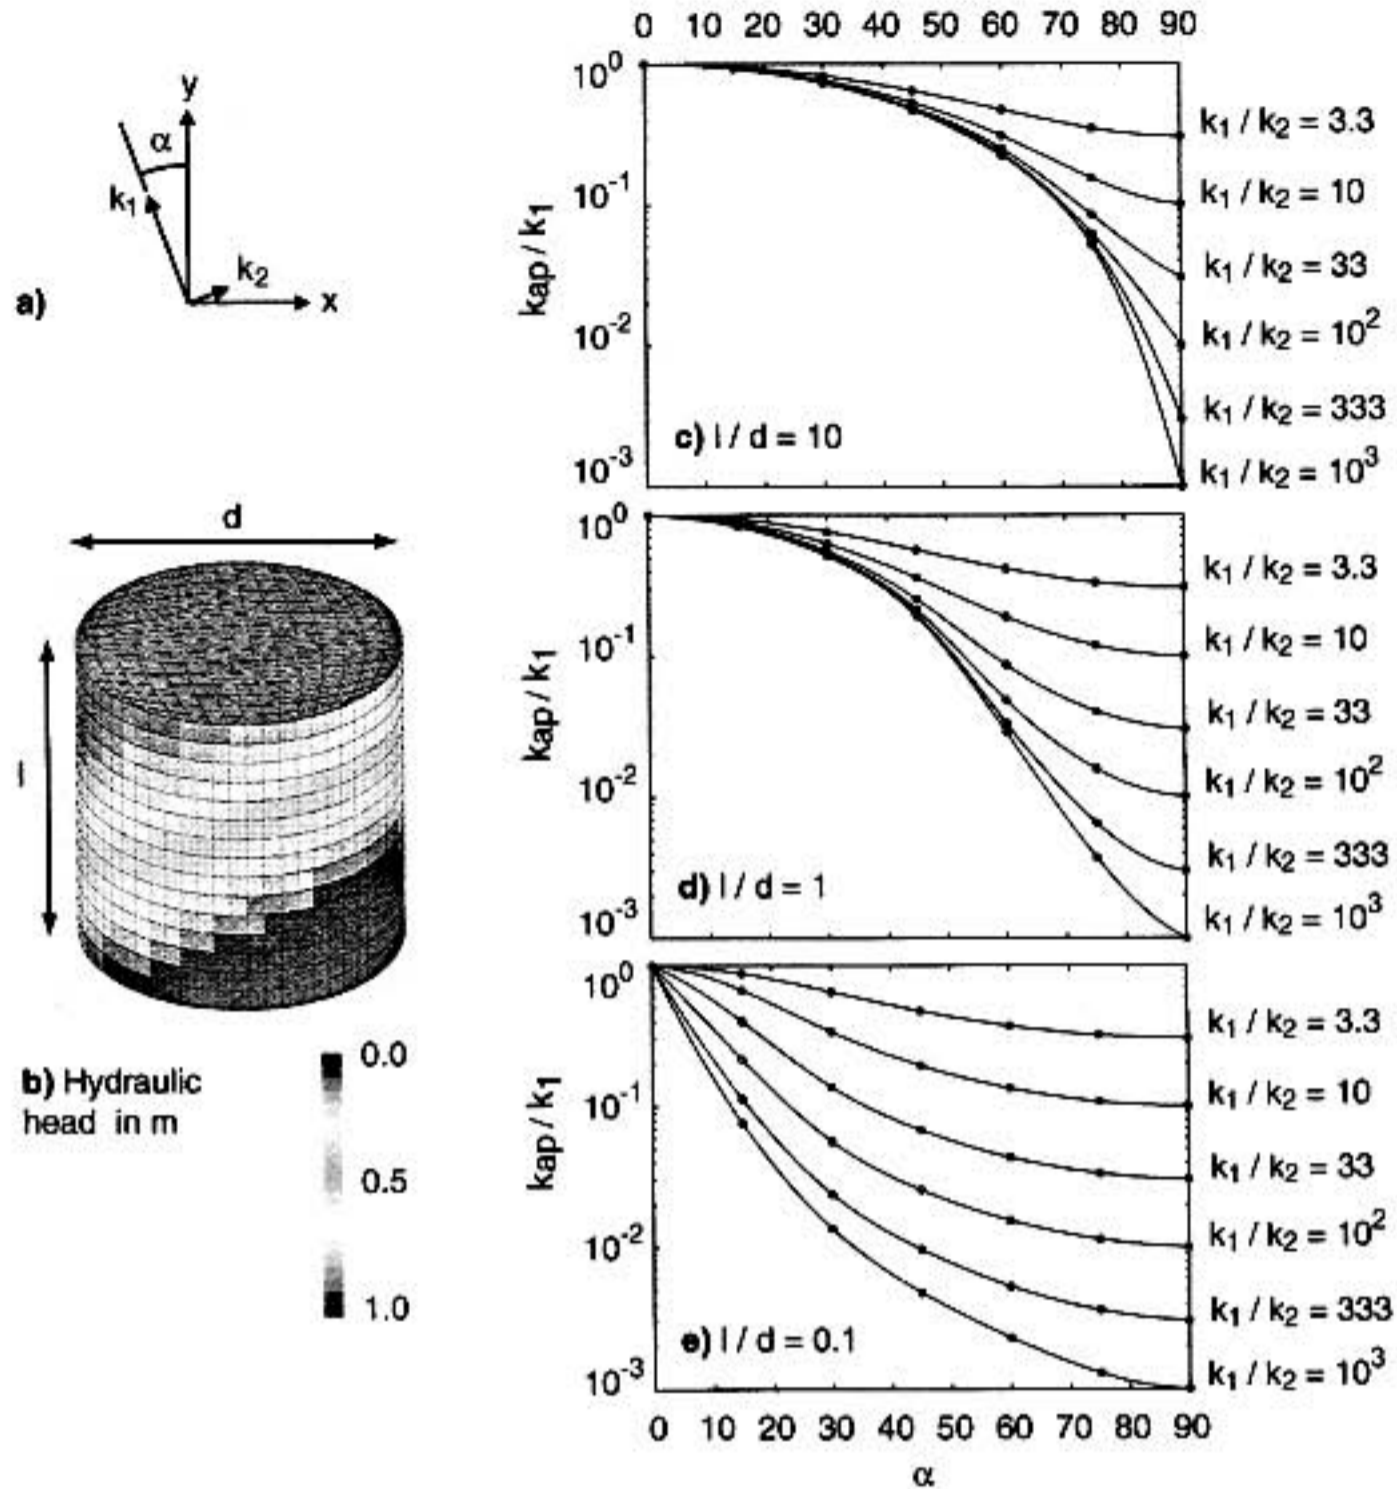 y
α
k1
k2
x
a)
d
l
b) Hydraulic
head in m
0.0
0.5
1.0
0 10 20 30 40 50 60 70 80 90
10^0
10^-1
10^-2
10^-3
kap / k1
k1 / k2 = 3.3
k1 / k2 = 10
k1 / k2 = 33
k1 / k2 = 10^2
k1 / k2 = 333
k1 / k2 = 10^3
c) l / d = 10
10^0
10^-1
10^-2
10^-3
kap / k1
k1 / k2 = 3.3
k1 / k2 = 10
k1 / k2 = 33
k1 / k2 = 10^2
k1 / k2 = 333
k1 / k2 = 10^3
d) l / d = 1
10^0
10^-1
10^-2
10^-3
kap / k1
k1 / k2 = 3.3
k1 / k2 = 10
k1 / k2 = 33
k1 / k2 = 10^2
k1 / k2 = 333
k1 / k2 = 10^3
e) l / d = 0.1
0 10 20 30 40 50 60 70 80 90
α